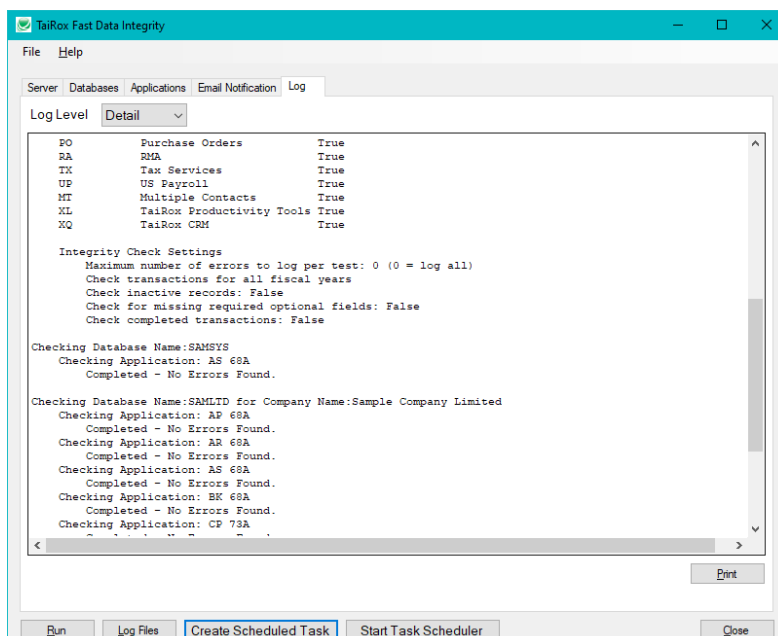 TaiRox Fast Data Integrity
File Help
Server Databases Applications Email Notification Log
Log Level Detail
PO Purchase Orders True
RA RMA True
TX Tax Services True
UP US Payroll True
MT Multiple Contacts True
XL TaiRox Productivity Tools True
XQ TaiRox CRM True
Integrity Check Settings
Maximum number of errors to log per test: 0 (0 = log all)
Check transactions for all fiscal years
Check inactive records: False
Check for missing required optional fields: False
Check completed transactions: False
Checking Database Name:SAMSYS
Checking Application: AS 68A
Completed - No Errors Found.
Checking Database Name:SAMLTD for Company Name:Sample Company Limited
Checking Application: AP 68A
Completed - No Errors Found.
Checking Application: AR 68A
Completed - No Errors Found.
Checking Application: AS 68A
Completed - No Errors Found.
Checking Application: BK 68A
Completed - No Errors Found.
Checking Application: CP 73A
Print
Run Log Files Create Scheduled Task Start Task Scheduler Close